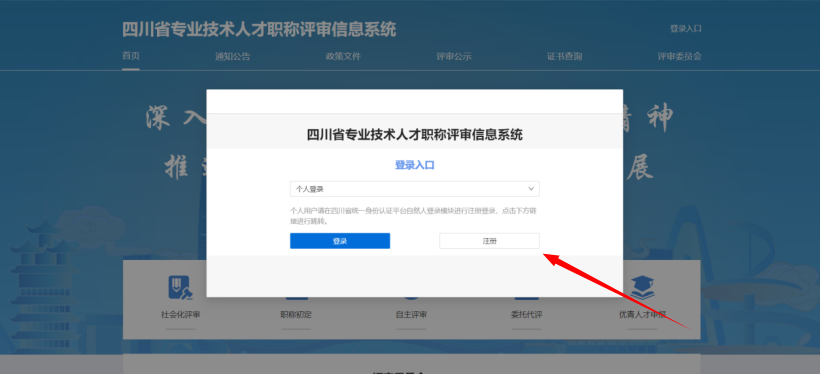 四川省专业技术人才职称评审信息系统
登录入口
首页
通知公告
政策文件
评审公示
证书查询
评审委员会
深入
精神
推进
展
四川省专业技术人才职称评审信息系统
登录入口
个人登录
个人用户请在四川省统一身份认证平台自然人登录模块进行注册登录，点击下方链
接进行跳转。
登录
注册
社会化评审
职称初定
自主评审
委托代评
优青人才申报